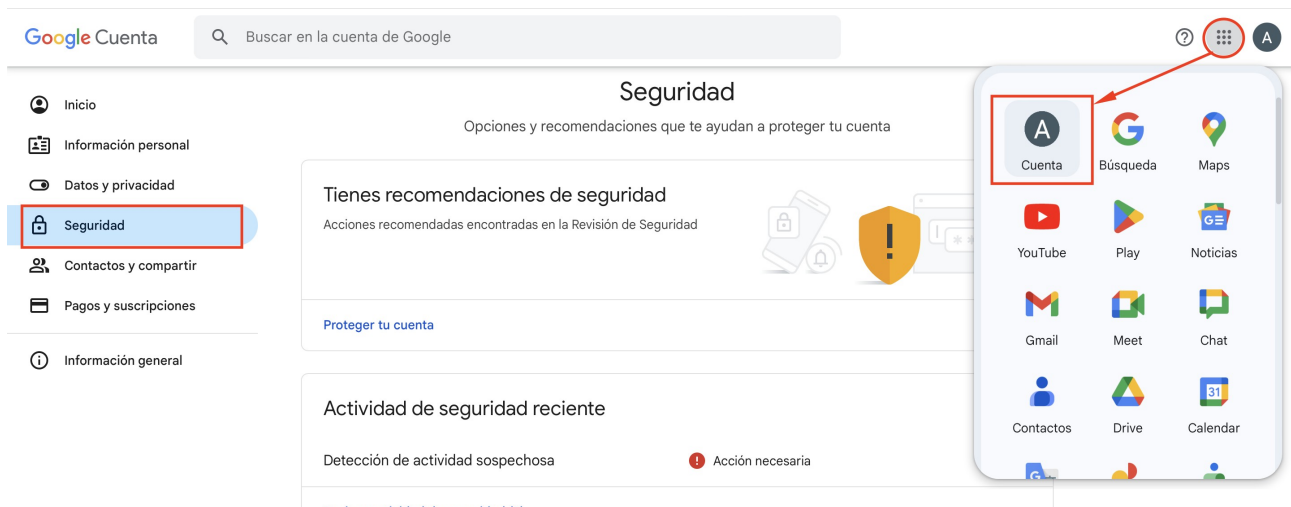 Google Cuenta
Buscar en la cuenta de Google
A
Inicio
Información personal
Datos y privacidad
Seguridad
Contactos y compartir
Pagos y suscripciones
Información general
Seguridad
Opciones y recomendaciones que te ayudan a proteger tu cuenta
Tienes recomendaciones de seguridad
Acciones recomendadas encontradas en la Revisión de Seguridad
Proteger tu cuenta
Actividad de seguridad reciente
Detección de actividad sospechosa
Acción necesaria
A
Cuenta
Búsqueda
Maps
YouTube
Play
Noticias
Gmail
Meet
Chat
Contactos
Drive
31
Calendar